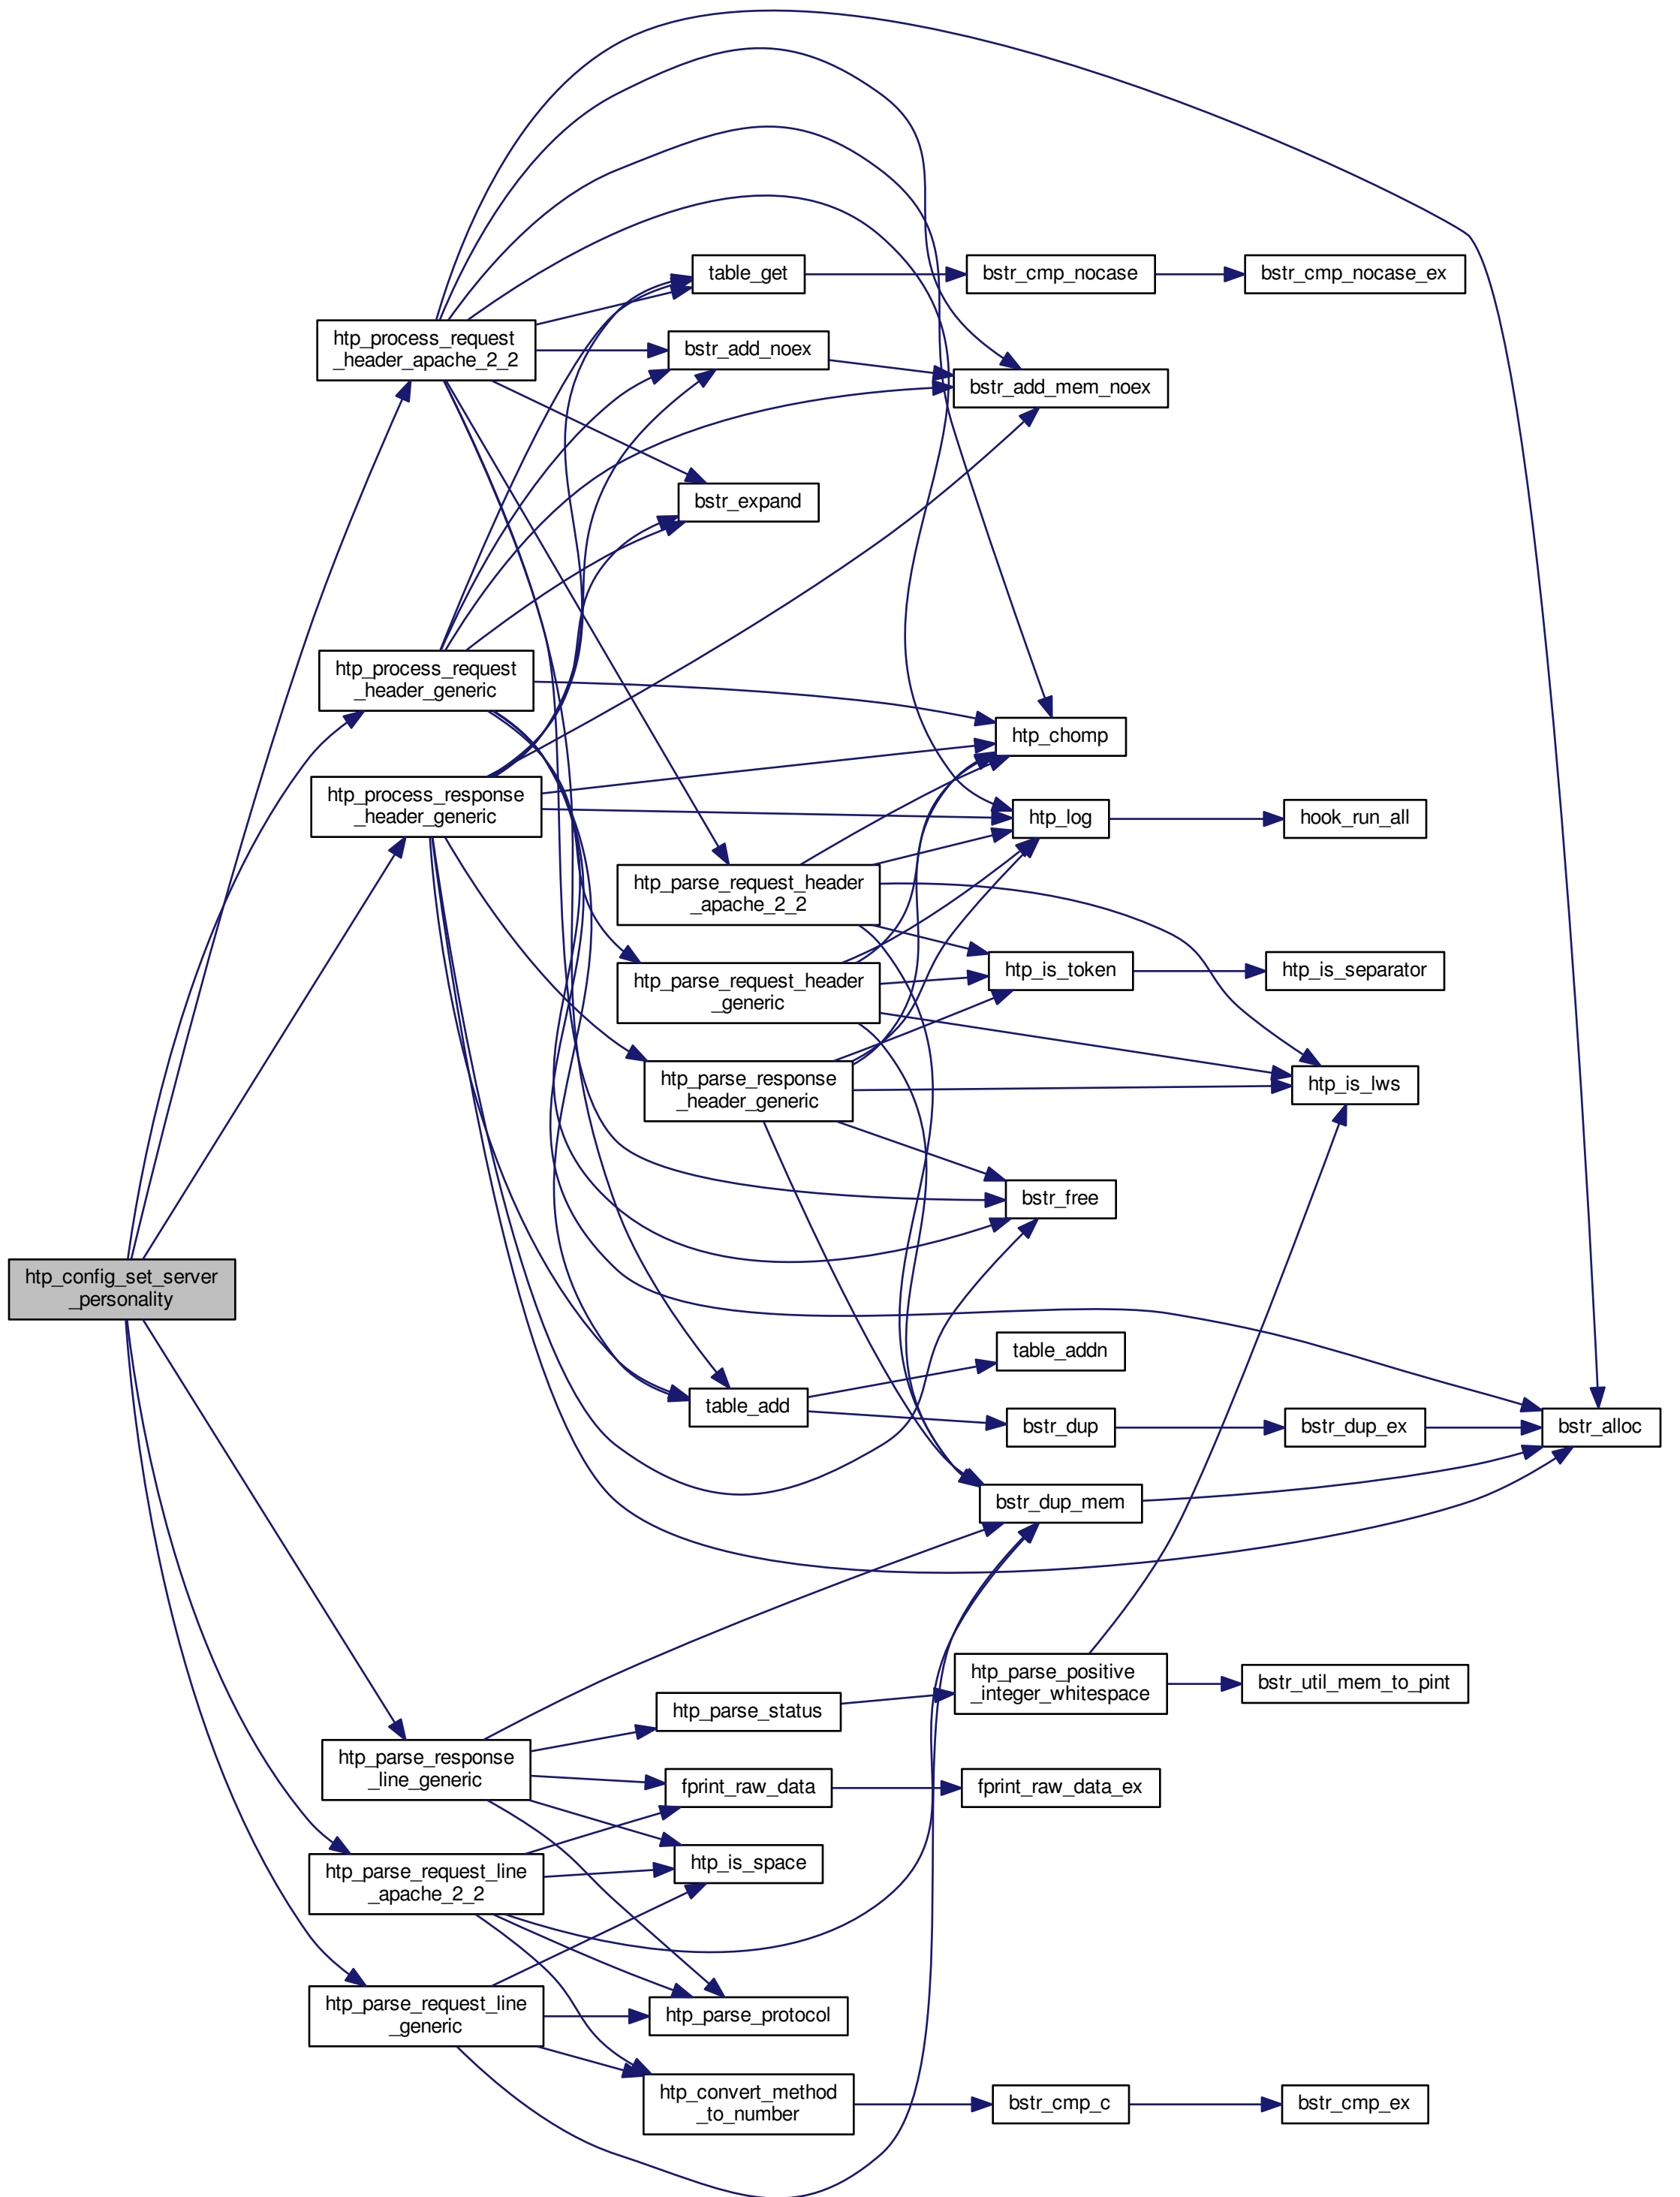 table_get
bstr_cmp_nocase
bstr_cmp_nocase_ex
htp_process_request
_header_apache_2_2
bstr_add_noex
bstr_add_mem_noex
bstr_expand
htp_process_request
_header_generic
htp_chomp
htp_process_response
_header_generic
htp_log
hook_run_all
htp_parse_request_header
_apache_2_2
htp_is_token
htp_is_separator
htp_parse_request_header
_generic
htp_parse_response
_header_generic
htp_is_lws
bstr_free
htp_config_set_server
_personality
table_addn
table_add
bstr_dup
bstr_dup_ex
bstr_alloc
bstr_dup_mem
htp_parse_positive
_integer_whitespace
bstr_util_mem_to_pint
htp_parse_status
htp_parse_response
_line_generic
fprint_raw_data
fprint_raw_data_ex
htp_is_space
htp_parse_request_line
_apache_2_2
htp_parse_request_line
_generic
htp_parse_protocol
htp_convert_method
_to_number
bstr_cmp_c
bstr_cmp_ex